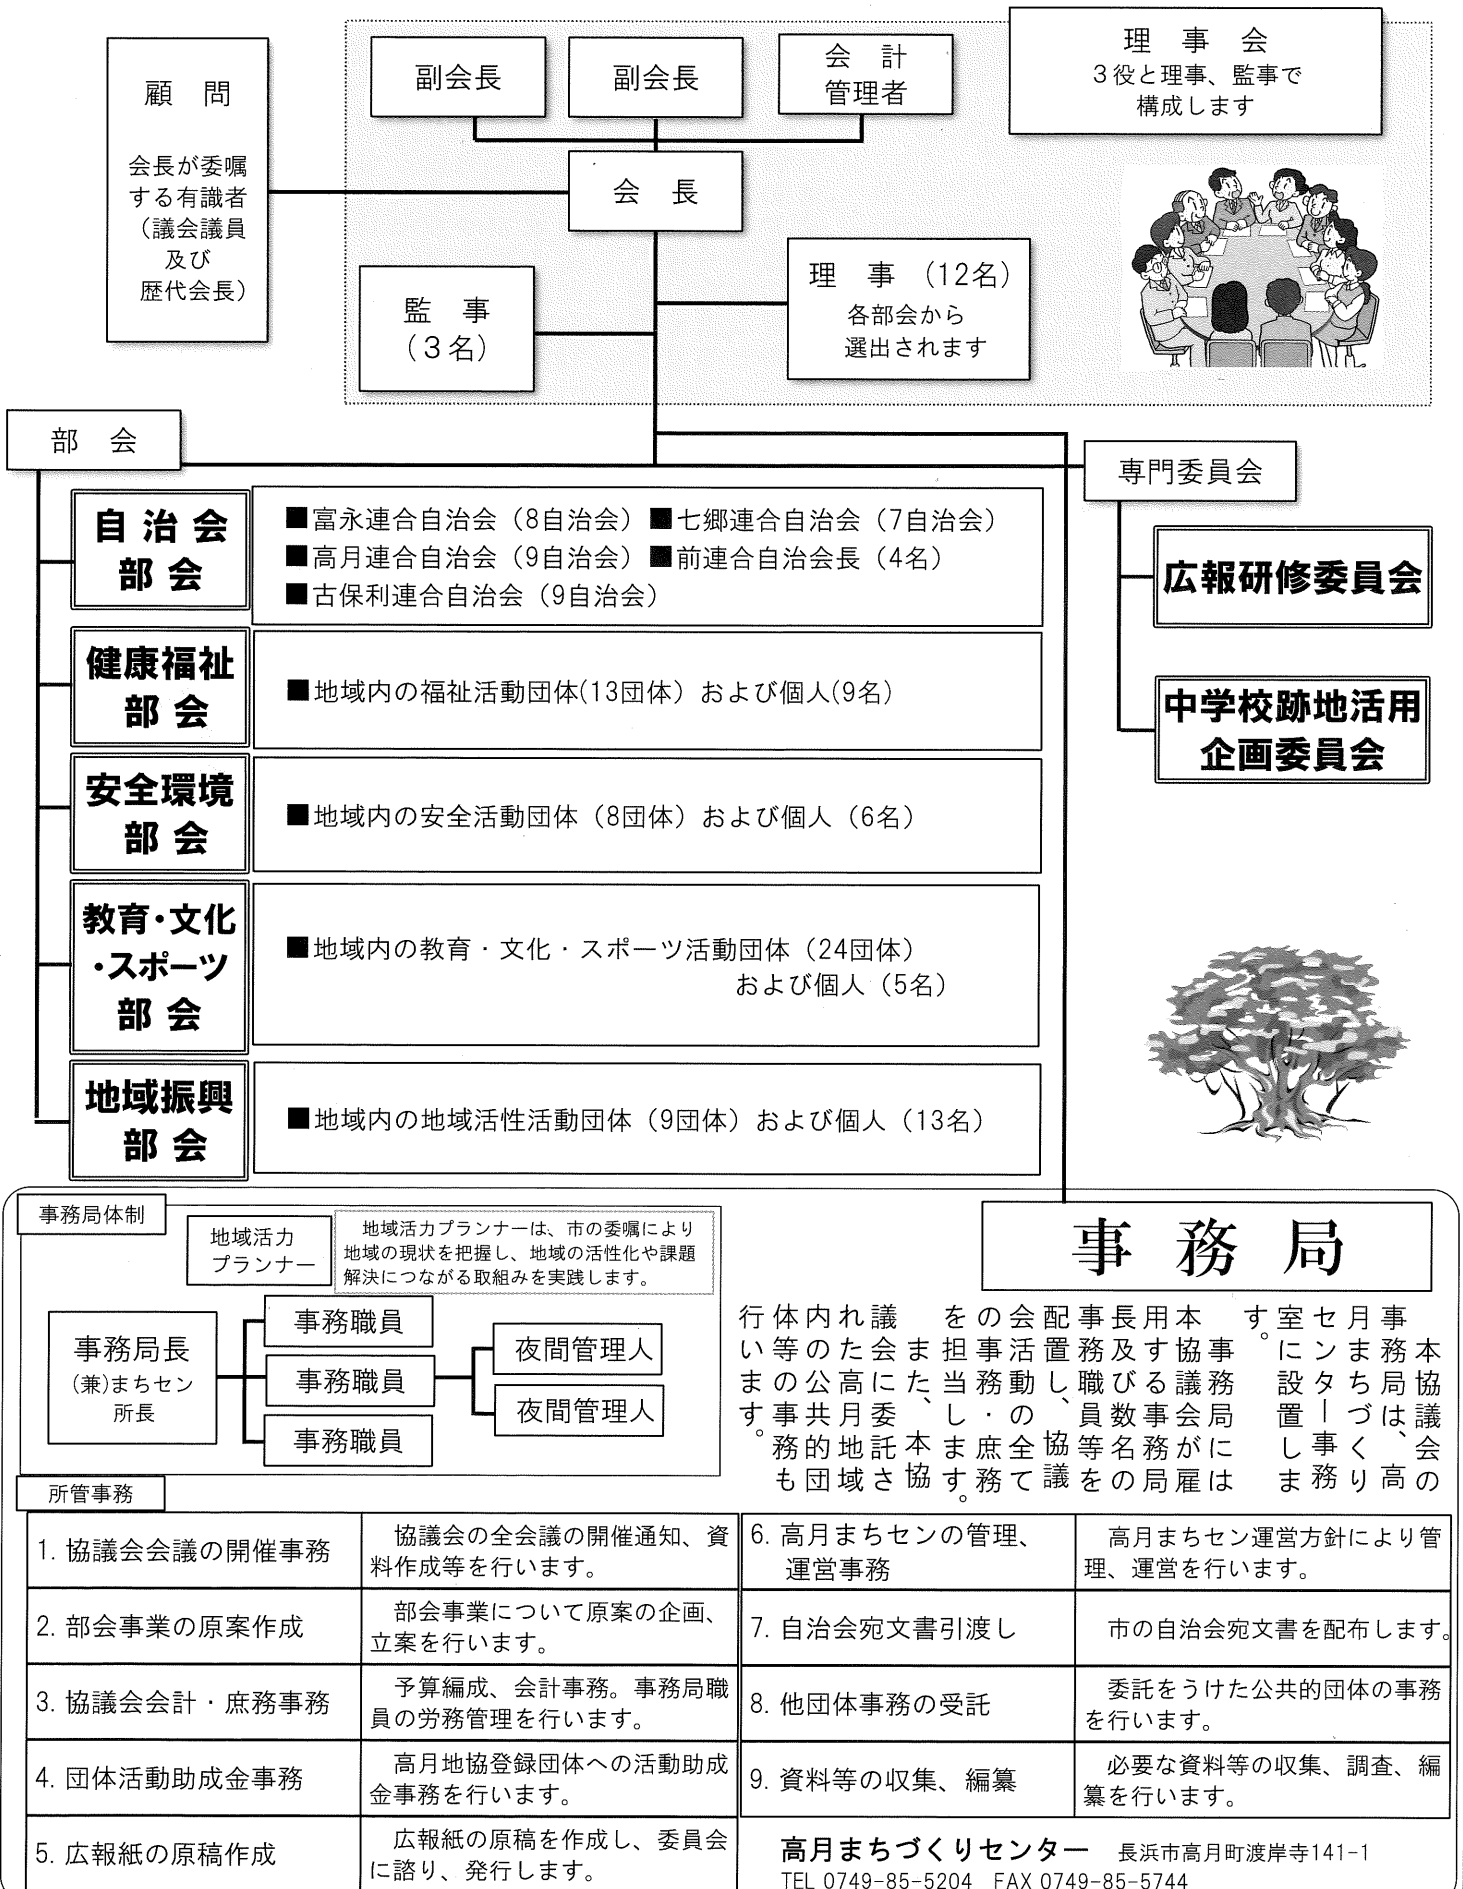 顧　問
会長が委嘱
する有識者
（議会議員
及び
歴代会長）
副会長
副会長
会　計
管理者
理　事　会
３役と理事、監事で
構成します
会　長
監　事
（３名）
理　事　（12名）
各部会から
選出されます
部　会
専門委員会
自 治 会
部 会
■富永連合自治会（8自治会）■七郷連合自治会（7自治会）
■高月連合自治会（9自治会）■前連合自治会長（4名）
■古保利連合自治会（9自治会）
健康福祉
部 会
■地域内の福祉活動団体(13団体）および個人(9名）
安全環境
部 会
■地域内の安全活動団体（8団体）および個人（6名）
教育・文化
・スポーツ
部 会
■地域内の教育・文化・スポーツ活動団体（24団体）
および個人（5名）
地域振興
部 会
■地域内の地域活性活動団体（9団体）および個人（13名）
広報研修委員会
中学校跡地活用
企画委員会
事務局体制
地域活力
プランナー
地域活力プランナーは、市の委嘱により
地域の現状を把握し、地域の活性化や課題
解決につながる取組みを実践します。
事務局長
(兼)まちセン
所長
事務職員
事務職員
事務職員
夜間管理人
夜間管理人
事　務　局
本協議会の
事務局は、高
月まちづくり
センター事務
室に設置しま
す。
事務局には
本協議会が雇
用する事務局
長及び数名の
事務職員等を
配置し、協議
会活動の全て
の事務・庶務
を担当します。
また、本協
議会に委託さ
れた高月地域
内の公共的団
体等の事務も
行います。
所管事務
1. 協議会会議の開催事務
協議会の全会議の開催通知、資
料作成等を行います。
2. 部会事業の原案作成
部会事業について原案の企画、
立案を行います。
3. 協議会会計・庶務事務
予算編成、会計事務。事務局職
員の労務管理を行います。
4. 団体活動助成金事務
高月地協登録団体への活動助成
金事務を行います。
5. 広報紙の原稿作成
広報紙の原稿を作成し、委員会
に諮り、発行します。
6. 高月まちセンの管理、
運営事務
高月まちセン運営方針により管
理、運営を行います。
7. 自治会宛文書引渡し
市の自治会宛文書を配布します。
8. 他団体事務の受託
委託をうけた公共的団体の事務
を行います。
9. 資料等の収集、編纂
必要な資料等の収集、調査、編
纂を行います。
高月まちづくりセンター　長浜市高月町渡岸寺141-1
TEL 0749-85-5204　FAX 0749-85-5744